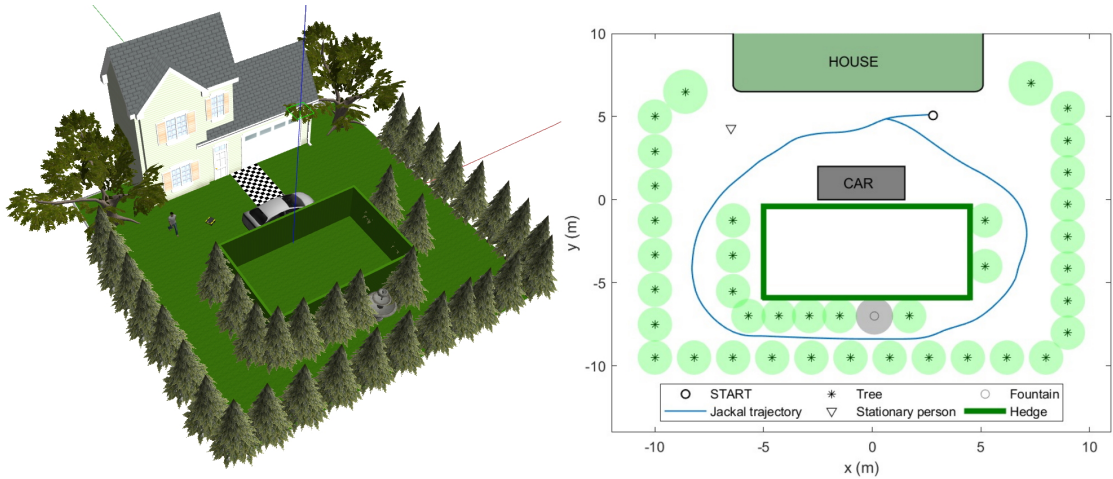 10
5
0
-5
-10
y (m)
HOUSE
CAR
START
Tree
Fountain
Jackal trajectory
Stationary person
Hedge
-10 -5 0 5 10
x (m)